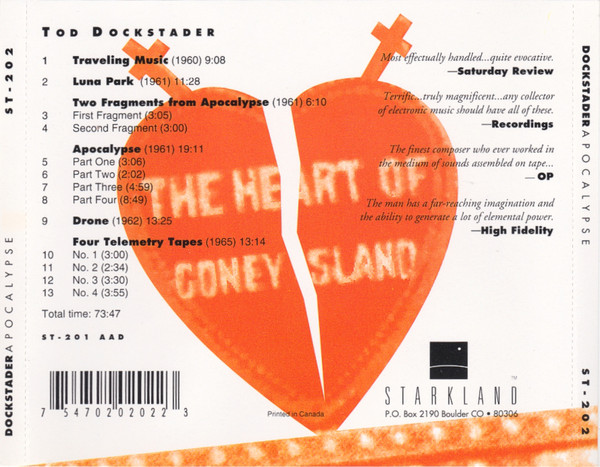 TOD DOCKSTADER
1 Traveling Music (1960) 9:08
2 Luna Park (1961) 11:28
Two Fragments from Apocalypse (1961) 6:10
3 First Fragment (3:05)
4 Second Fragment (3:00)
Apocalypse (1961) 19:11
5 Part One (3:06)
6 Part Two (2:02)
7 Part Three (4:59)
8 Part Four (8:49)
9 Drone (1962) 13:25
Four Telemetry Tapes (1965) 13:14
10 No. 1 (3:00)
11 No. 2 (2:34)
12 No. 3 (3:30)
13 No. 4 (3:55)
Total time: 73:47
ST-201 AAD
Most effectually handled...quite evocative.
—Saturday Review
Terrific...truly magnificent...any collector
of electronic music should have all of these.
—Recordings
The finest composer who ever worked in
the medium of sounds assembled on tape...
—OP
The man has a far-reaching imagination and
the ability to generate a lot of elemental power.
—High Fidelity
THE HEART OF
CONEY ISLAND
7 54702 02022 3
Printed in Canada
STARKLAND™
P.O. Box 2190 Boulder CO • 80306
ST-202
DOCKSTADER APOCALYPSE
DOCKSTADER APOCALYPSE
ST-202